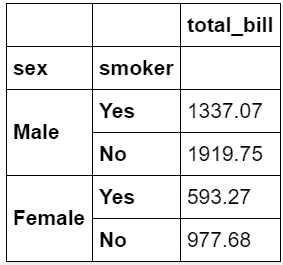 total_bill
sex smoker
Male Yes 1337.07
No 1919.75
Female Yes 593.27
No 977.68